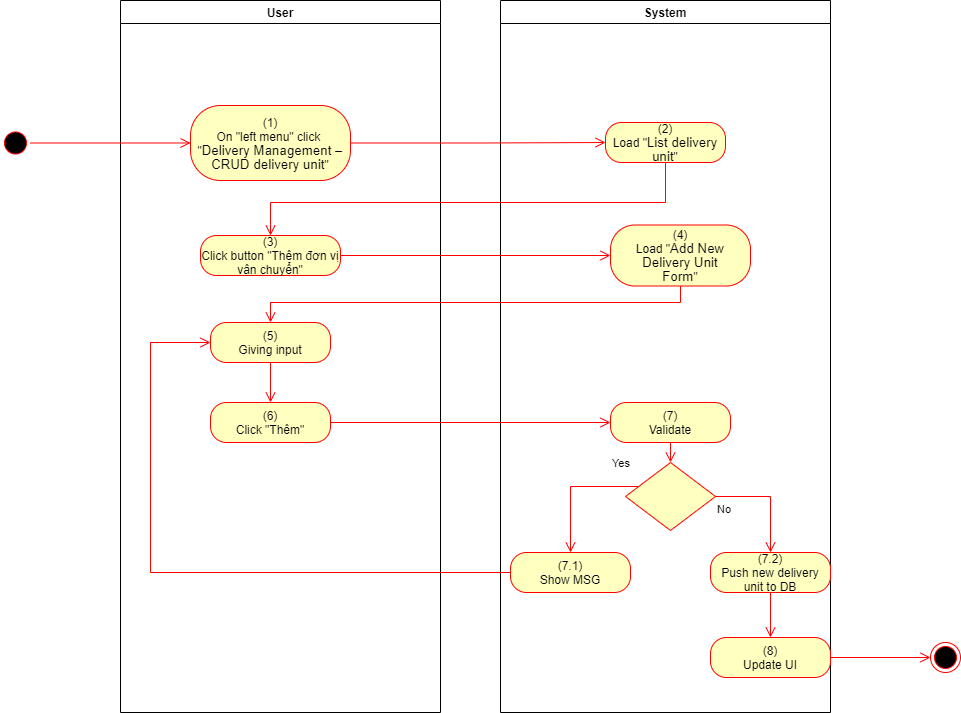 User
System
(1)
On "left menu" click
"Delivery Management –
CRUD delivery unit"
(2)
Load "List delivery
unit"
(3)
Click button "Thêm đơn vị
vân chuyển"
(4)
Load "Add New
Delivery Unit
Form"
(5)
Giving input
(6)
Click "Thêm"
(7)
Validate
Yes
No
(7.1)
Show MSG
(7.2)
Push new delivery
unit to DB
(8)
Update UI